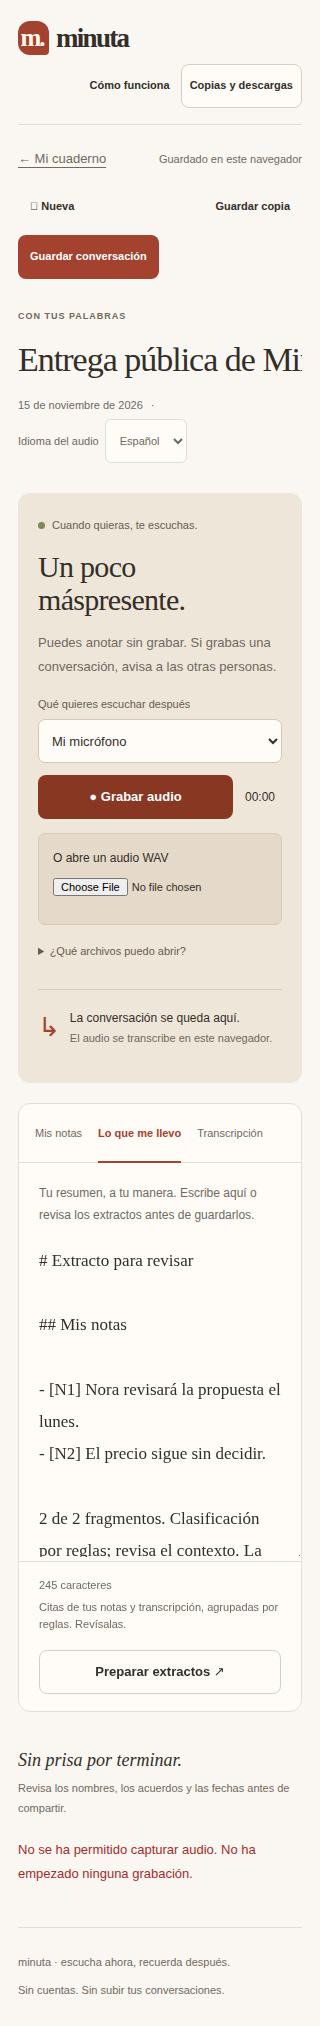 m. minuta
Cómo funciona
Copias y descargas
← Mi cuaderno
Guardado en este navegador
Nueva
Guardar copia
Guardar conversación
CON TUS PALABRAS
Entrega pública de
15 de noviembre de 2026 ·
Idioma del audio
Español
Cuando quieras, te escuchas.
Un poco
máspresente.
Puedes anotar sin grabar. Si grabas una
conversación, avisa a las otras personas.
Qué quieres escuchar después
Mi micrófono
● Grabar audio
00:00
O abre un audio WAV
Choose File No file chosen
▶ ¿Qué archivos puedo abrir?
↳ La conversación se queda aquí.
El audio se transcribe en este navegador.
Mis notas
Lo que me llevo
Transcripción
Tu resumen, a tu manera. Escribe aquí o
revisa los extractos antes de guardarlos.
# Extracto para revisar
## Mis notas
- [N1] Nora revisará la propuesta el
lunes.
- [N2] El precio sigue sin decidir.
2 de 2 fragmentos. Clasificación
por reglas; revisa el contexto. La
245 caracteres
Citas de tus notas y transcripción, agrupadas por
reglas. Revísalas.
Preparar extractos ↗
Sin prisa por terminar.
Revisa los nombres, los acuerdos y las fechas antes de
compartir.
No se ha permitido capturar audio. No ha
empezado ninguna grabación.
minuta · escucha ahora, recuerda después.
Sin cuentas. Sin subir tus conversaciones.